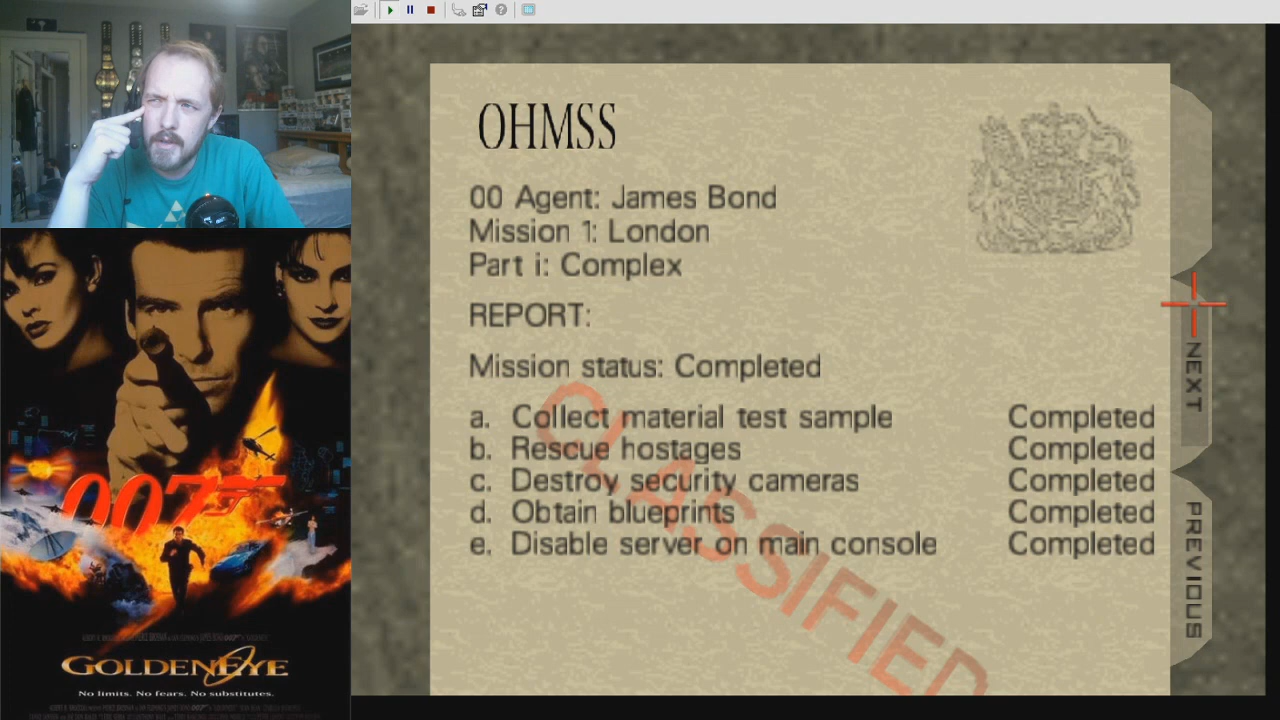 OHMSS
00 Agent: James Bond
Mission 1: London
Part i: Complex
REPORT:
Mission status: Completed
a. Collect material test sample Completed
b. Rescue hostages Completed
c. Destroy security cameras Completed
d. Obtain blueprints Completed
e. Disable server on main console Completed
CLASSIFIED
NEXT
PREVIOUS
007
GOLDENEYE
No limits. No fears. No substitutes.